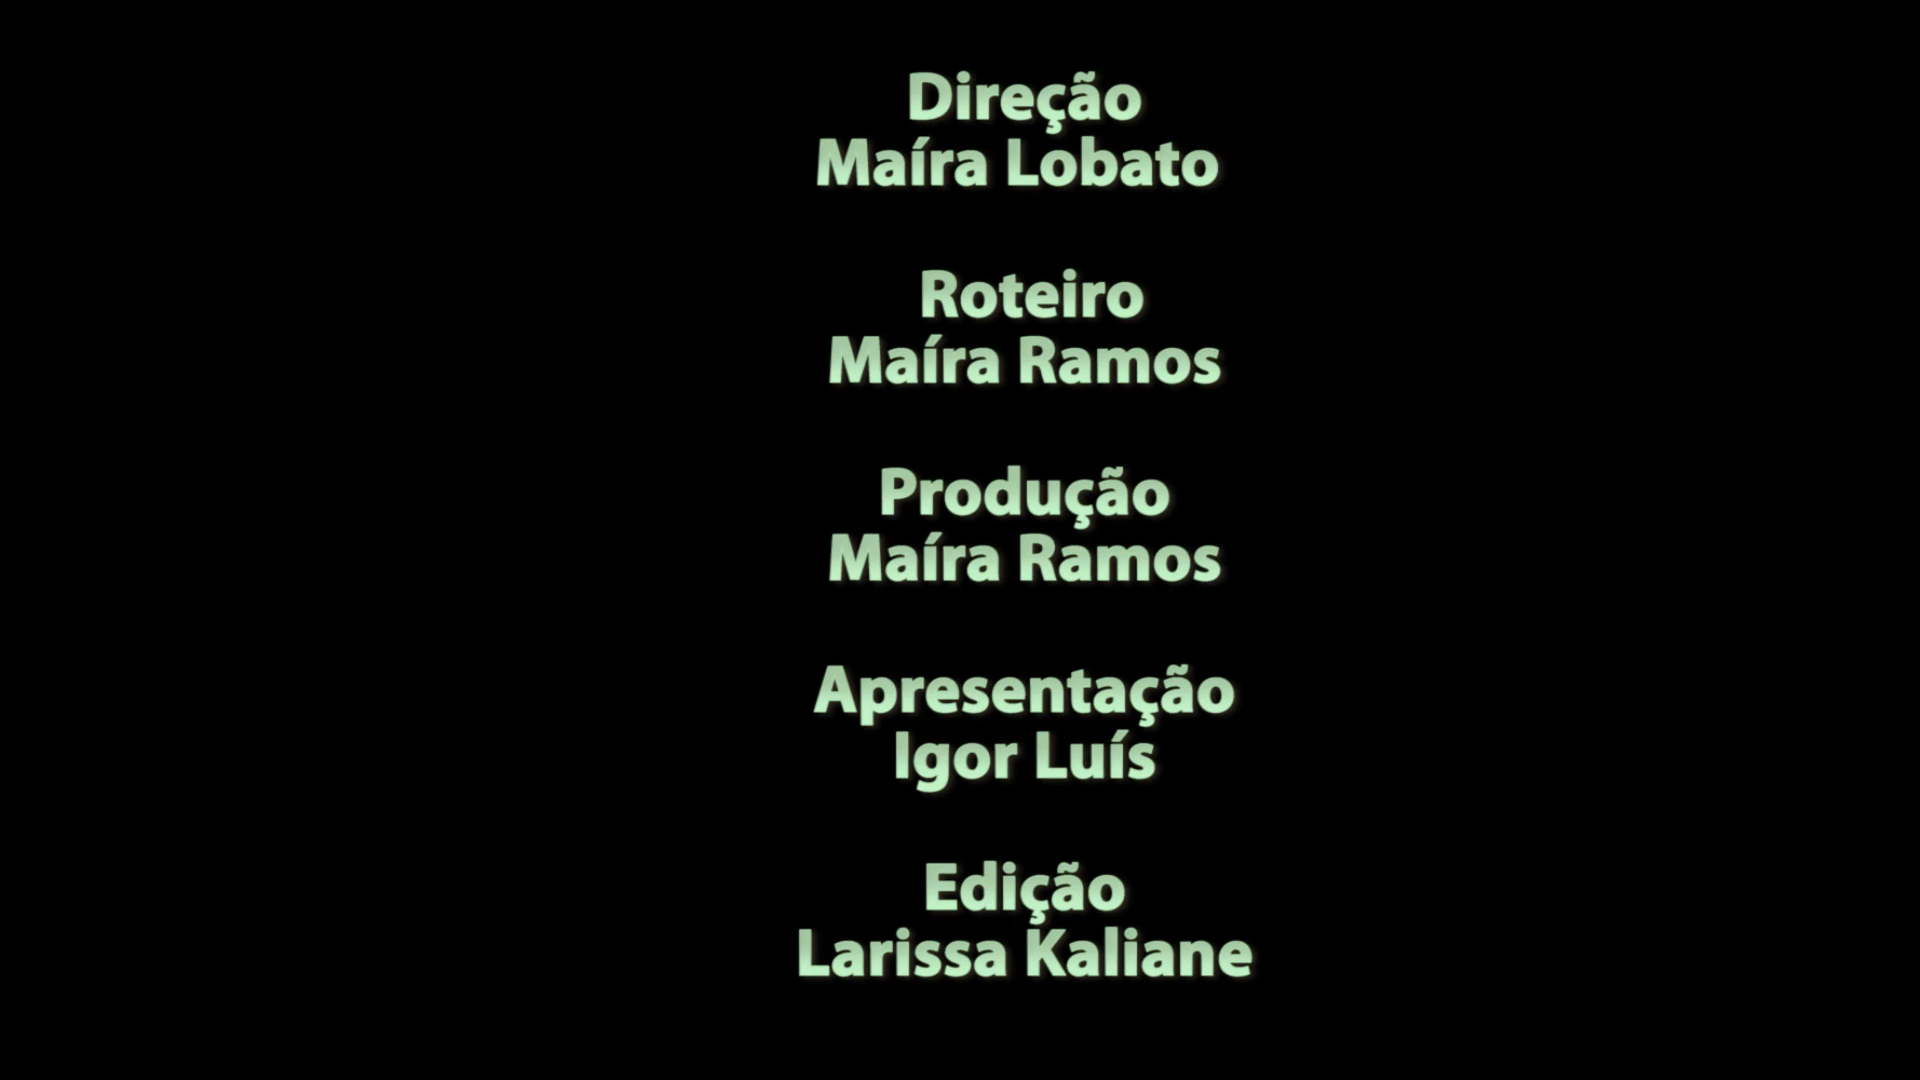 Direção
Maíra Lobato
Roteiro
Maíra Ramos
Produção
Maíra Ramos
Apresentação
Igor Luís
Edição
Larissa Kaliane